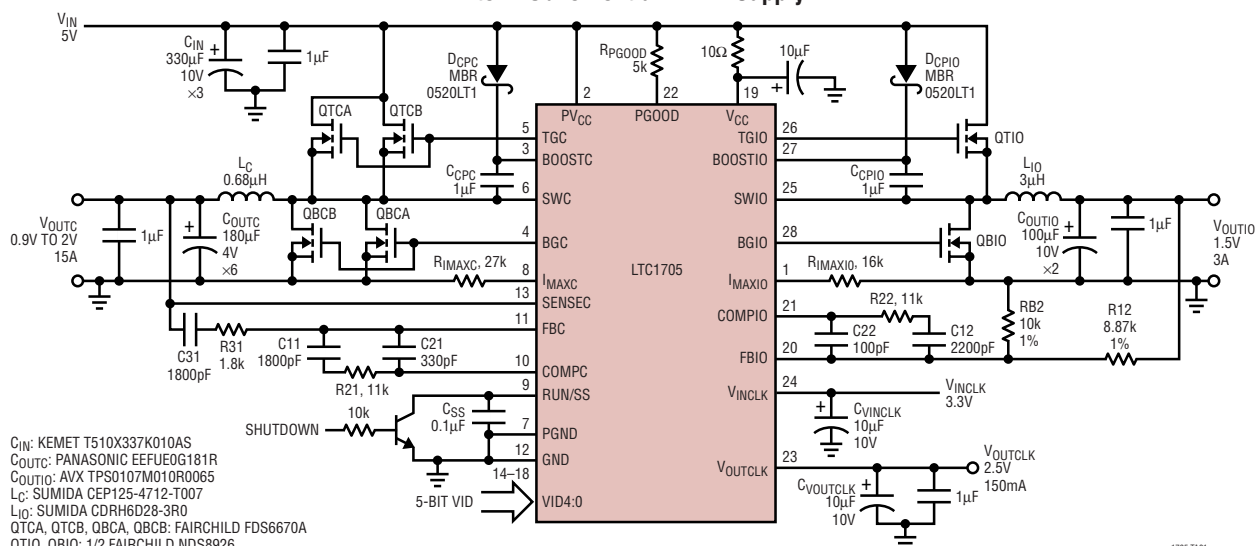 VIN
5V
CIN
330µF
10V
×3
+
1µF
DCPC
MBR
0520LT1
RPGOOD
5k
10Ω
10µF
+
DCPIO
MBR
0520LT1
2
22
19
PVCC
PGOOD
VCC
QTCA
QTCB
5
TGC
TGIO
26
QTIO
3
BOOSTC
BOOSTIO
27
LC
0.68µH
CCPC
1µF
6
SWC
SWIO
25
CCPIO
1µF
LIO
3µH
VOUTC
0.9V TO 2V
15A
1µF
+
COUTC
180µF
4V
×6
QBCB
QBCA
4
BGC
BGIO
28
QBIO
COUTIO
100µF
10V
×2
+
1µF
VOUTIO
1.5V
3A
LTC1705
RIMAXC, 27k
8
IMAXC
IMAXIO
1
RIMAXIO, 16k
13
SENSEC
11
FBC
COMPIO
21
R22, 11k
RB2
10k
1%
R12
8.87k
1%
C31
1800pF
R31
1.8k
C11
1800pF
C21
330pF
C22
100pF
C12
2200pF
FBIO
20
10
COMPC
R21, 11k
9
RUN/SS
VINCLK
24
VINCLK
3.3V
SHUTDOWN
10k
CSS
0.1µF
+
CVINCLK
10µF
10V
7
PGND
12
GND
VOUTCLK
23
VOUTCLK
2.5V
150mA
14–18
5-BIT VID
VID4:0
CVOUTCLK
10µF
10V
+
1µF
CIN: KEMET T510X337K010AS
COUTC: PANASONIC EEFUE0G181R
COUTIO: AVX TPS0107M010R0065
LC: SUMIDA CEP125-4712-T007
LIO: SUMIDA CDRH6D28-3R0
QTCA, QTCB, QBCA, QBCB: FAIRCHILD FDS6670A
QTIO, QBIO: 1/2 FAIRCHILD NDS8926